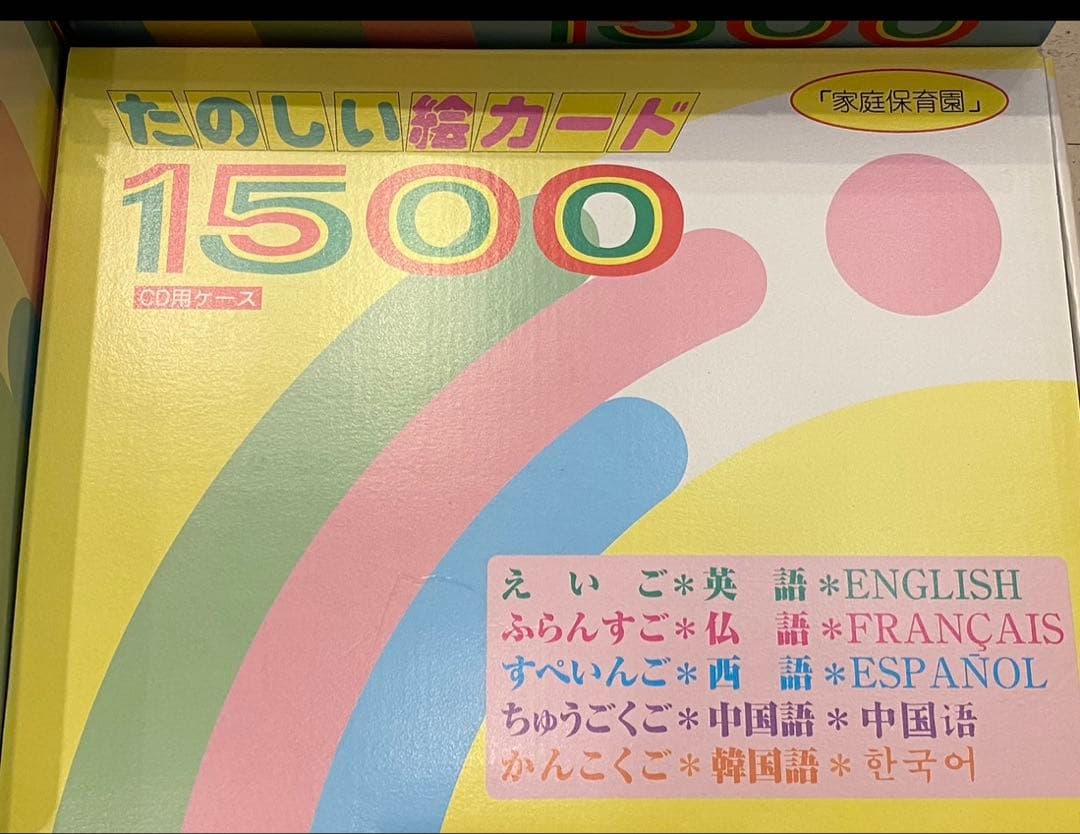 1500
たのしい絵カード
「家庭保育園」
1500
CD用ケース
えいご*英語*ENGLISH
ふらんすご*仏語*FRANÇAIS
すぺいんご*西語*ESPAÑOL
ちゅうごくご*中国語*中国语
かんこくご*韓国語*한국어